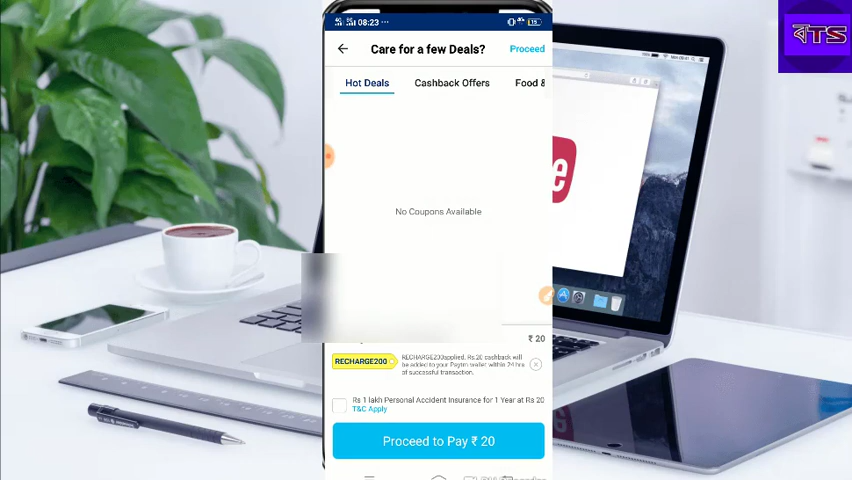 08:23 ...
15
Care for a few Deals?
Proceed
Hot Deals
Cashback Offers
Food &
No Coupons Available
₹ 20
RECHARGE200
RECHARGE200applied. Rs.20 cashback will
be added to your Paytm wallet within 24 hrs
of successful transaction.
Rs 1 lakh Personal Accident Insurance for 1 Year at Rs 20
T&C Apply
Proceed to Pay ₹ 20
e
বTS